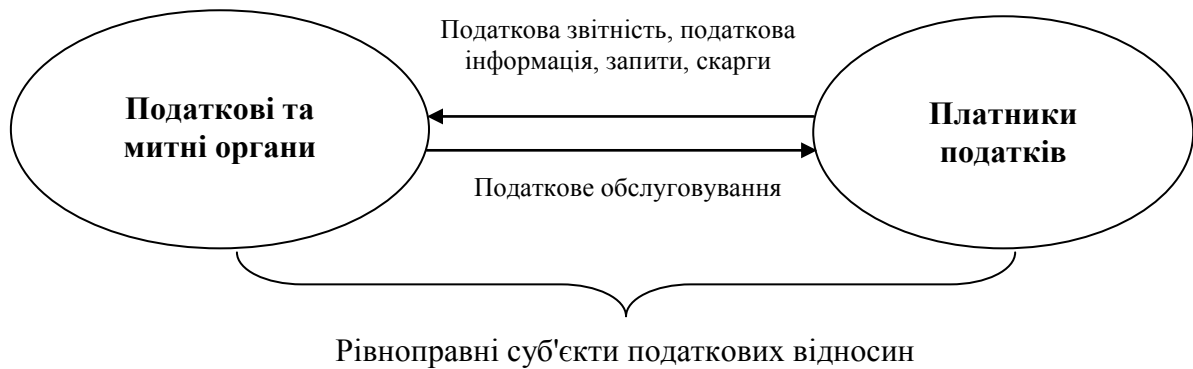 Податкова звітність, податкова
інформація, запити, скарги
Податкові та
митні органи
Платники
податків
Податкове обслуговування
Рівноправні суб'єкти податкових відносин